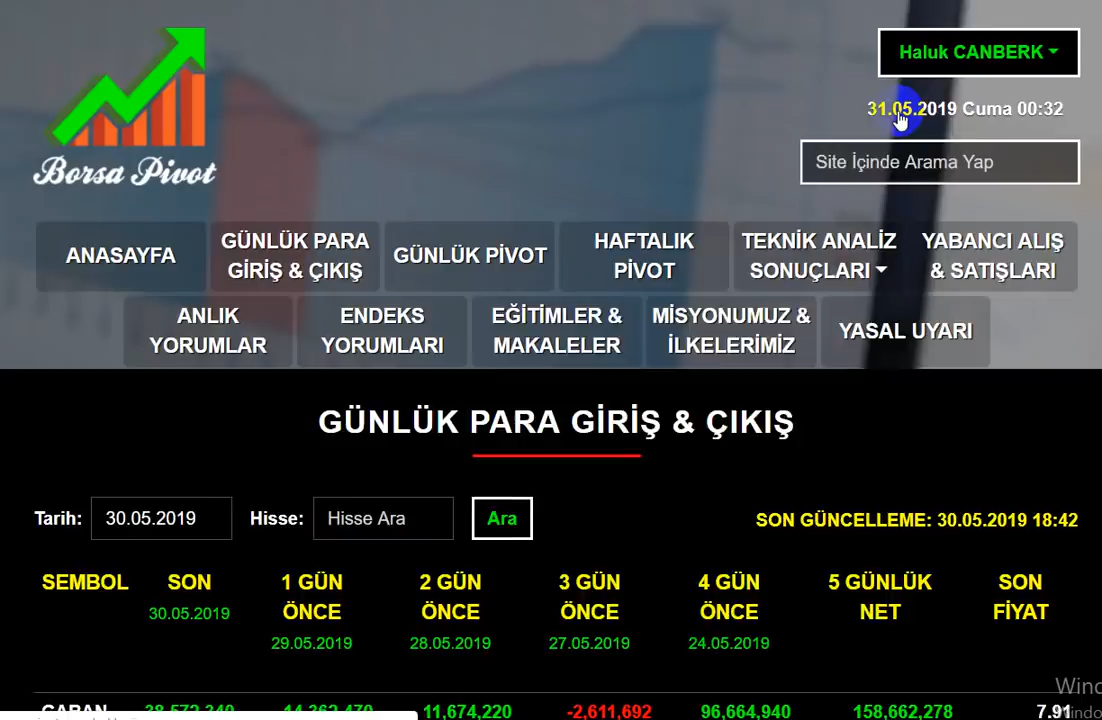 Haluk CANBERK
31.05.2019 Cuma 00:32
Borsa Pivot
Site İçinde Arama Yap
ANASAYFA
GÜNLÜK PARA
GİRİŞ & ÇIKIŞ
GÜNLÜK PİVOT
HAFTALIK
PİVOT
TEKNİK ANALİZ
SONUÇLARI
YABANCI ALIŞ
& SATIŞLARI
ANLIK
YORUMLAR
ENDEKS
YORUMLARI
EĞİTİMLER &
MAKALELER
MİSYONUMUZ &
İLKELERİMİZ
YASAL UYARI
GÜNLÜK PARA GİRİŞ & ÇIKIŞ
Tarih: 30.05.2019 Hisse: Hisse Ara Ara
SON GÜNCELLEME: 30.05.2019 18:42
SEMBOL
SON
30.05.2019
1 GÜN
ÖNCE
29.05.2019
2 GÜN
ÖNCE
28.05.2019
3 GÜN
ÖNCE
27.05.2019
4 GÜN
ÖNCE
24.05.2019
5 GÜNLÜK
NET
SON
FİYAT
11,674,220 -2,611,692 96,664,940 158,662,278 7.91